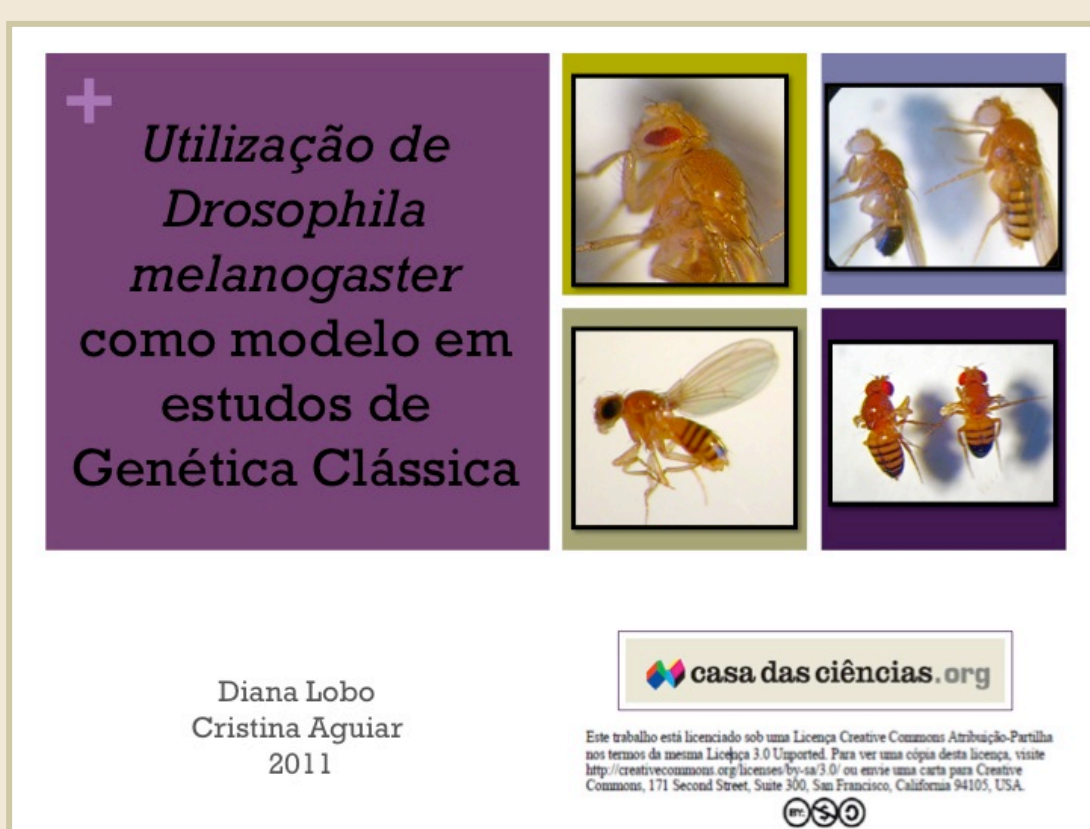 +
Utilização de
Drosophila
melanogaster
como modelo em
estudos de
Genética Clássica
Diana Lobo
Cristina Aguiar
2011
casa das ciências.org
Este trabalho está licenciado sob uma Licença Creative Commons Atribuição-Partilha
nos termos da mesma Licença 3.0 Unported. Para ver uma cópia desta licença, visite
http://creativecommons.org/licenses/by-sa/3.0/ ou envie uma carta para Creative
Commons, 171 Second Street, Suite 300, San Francisco, California 94105, USA.
BY: